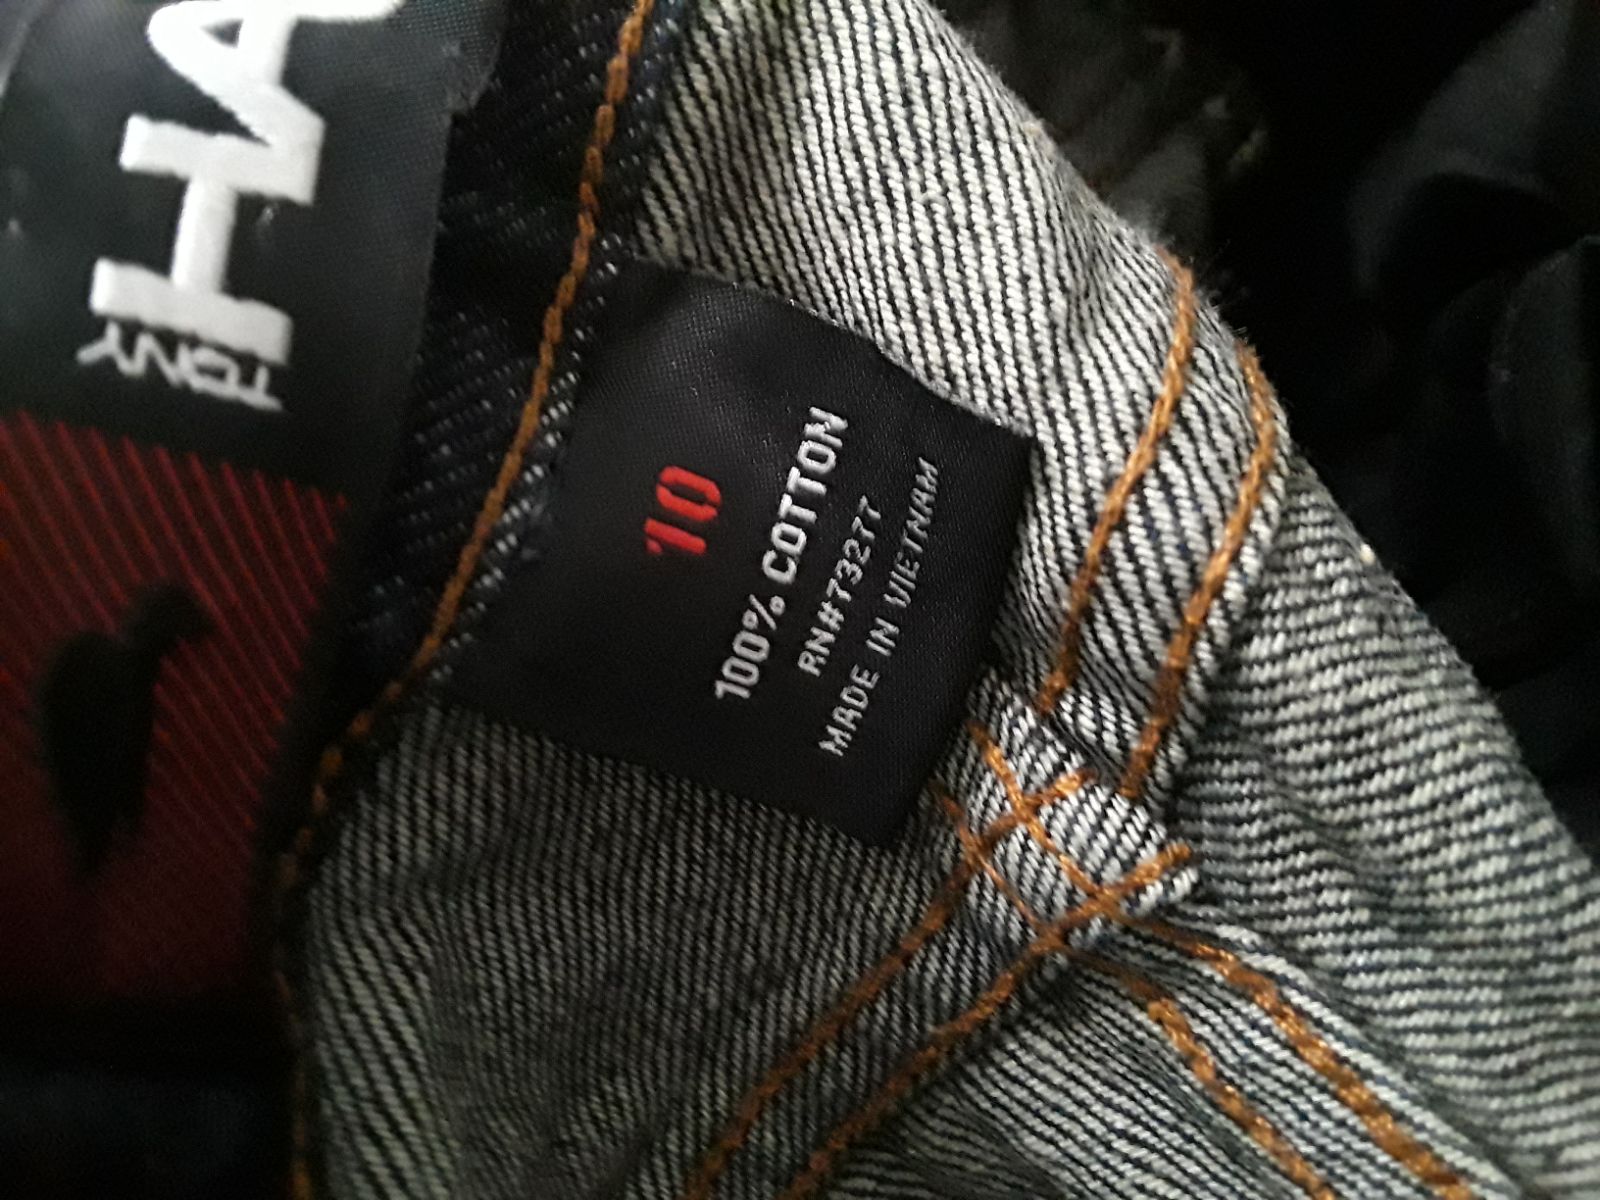 TONY
HA
10
100% COTTON
RN#73277
MADE IN VIETNAM